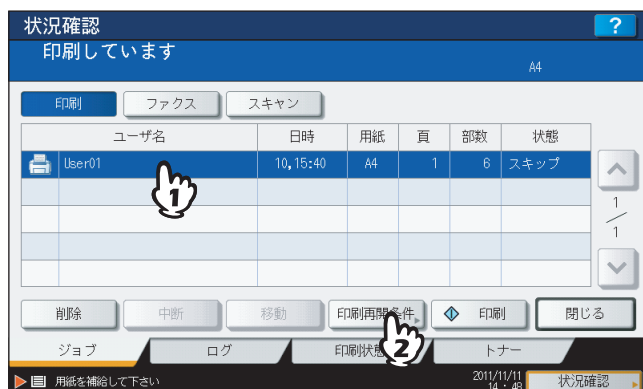 状況確認 ?
印刷しています
A4
印刷 ファクス スキャン
ユーザ名 日時 用紙 頁 部数 状態
User01 10,15:40 A4 1 6 スキップ
1
1
1
削除 中断 移動 印刷再開条件 印刷 閉じる
2
ジョブ ログ 印刷状態 トナー
用紙を補給して下さい 2011/11/11
14:48 状況確認